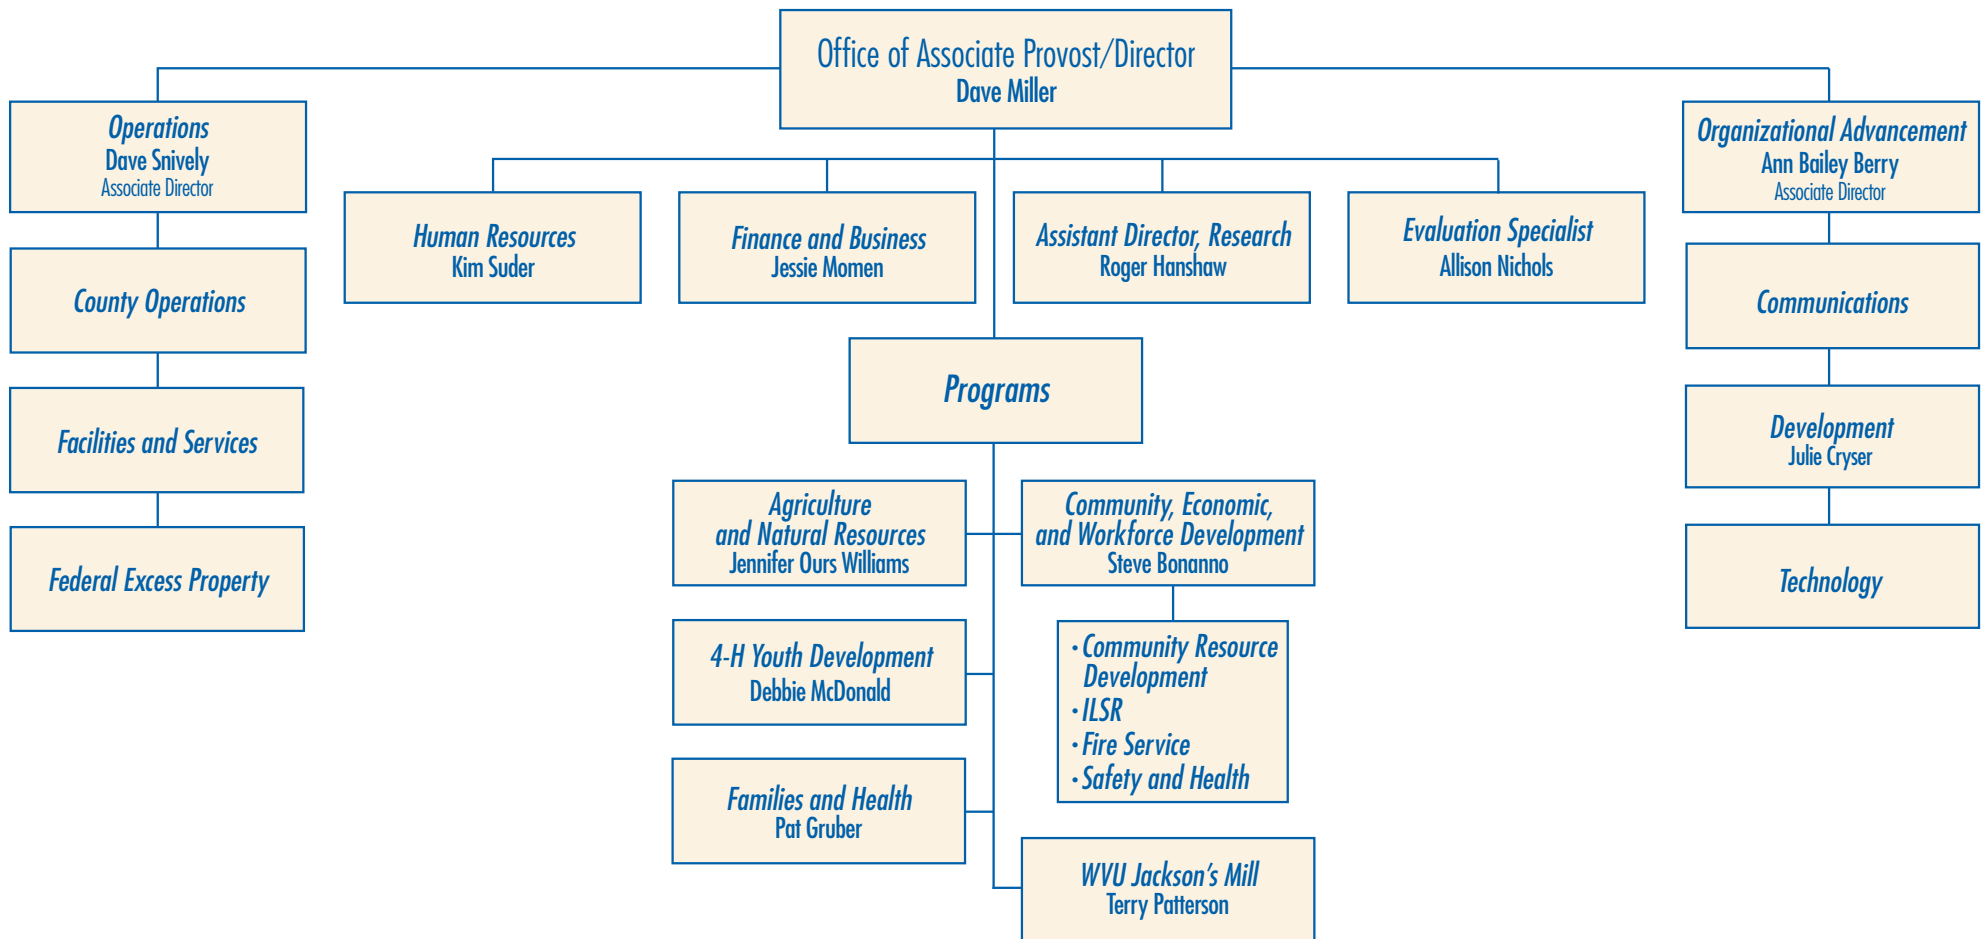 Office of Associate Provost/Director
Dave Miller
Operations
Dave Snively
Associate Director
Organizational Advancement
Ann Bailey Berry
Associate Director
Human Resources
Kim Suder
Finance and Business
Jessie Momen
Assistant Director, Research
Roger Hanshaw
Evaluation Specialist
Allison Nichols
County Operations
Communications
Programs
Facilities and Services
Development
Julie Cryser
Agriculture
and Natural Resources
Jennifer Ours Williams
Community, Economic,
and Workforce Development
Steve Bonanno
Federal Excess Property
Technology
4-H Youth Development
Debbie McDonald
· Community Resource
Development
· ILSR
· Fire Service
· Safety and Health
Families and Health
Pat Gruber
WVU Jackson’s Mill
Terry Patterson